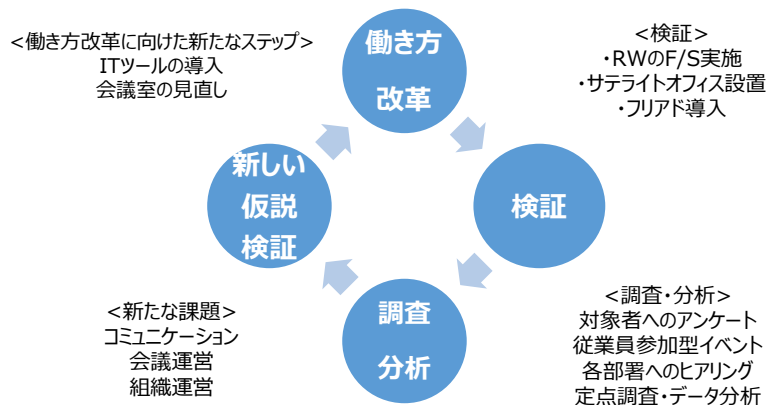 <働き方改革に向けた新たなステップ>
ITツールの導入
会議室の見直し
働き方
改革
<検証>
・RWのF/S実施
・サテライトオフィス設置
・フリアド導入
新しい
仮説
検証
検証
<新たな課題>
コミュニケーション
会議運営
組織運営
調査
分析
<調査・分析>
対象者へのアンケート
従業員参加型イベント
各部署へのヒアリング
定点調査・データ分析